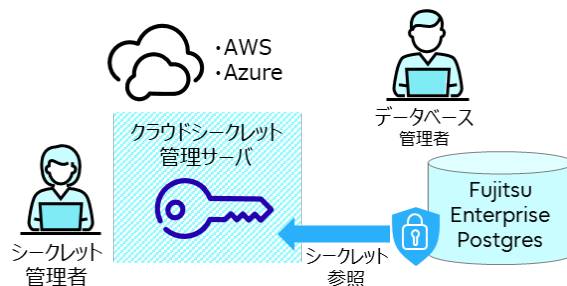 ・AWS
・Azure
データベース
管理者
クラウドシークレット
管理サーバ
Fujitsu
Enterprise
Postgres
シークレット
管理者
シークレット
参照